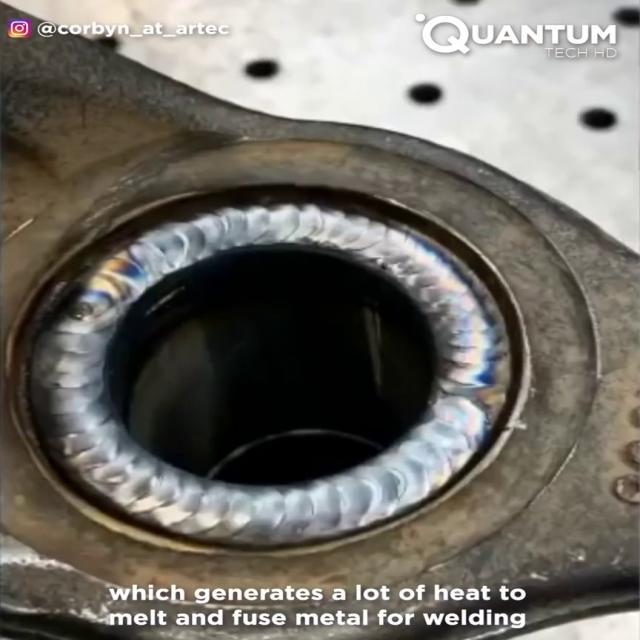 @corbyn_at_artec
QUANTUM
TECH HD
which generates a lot of heat to
melt and fuse metal for welding